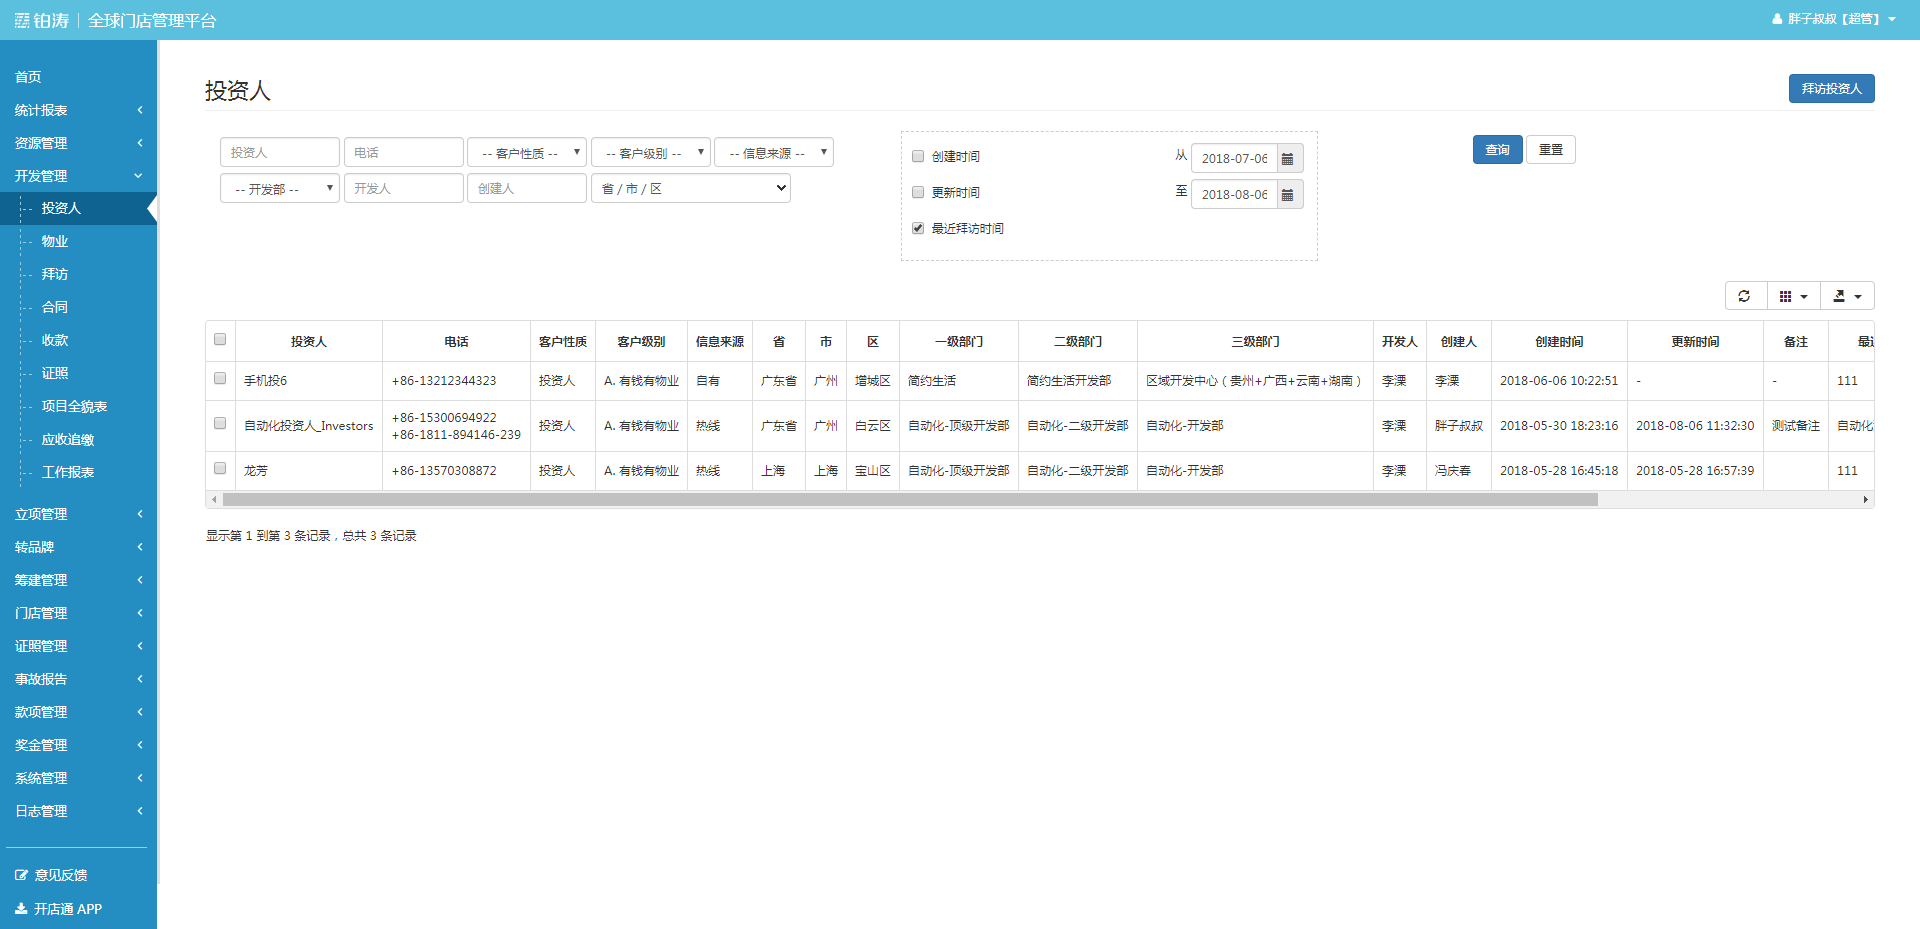 铂涛 | 全球门店管理平台
胖子叔叔【超管】
首页
统计报表
资源管理
开发管理
投资人
物业
拜访
合同
收款
证照
项目全貌表
应收追缴
工作报表
立项管理
转品牌
筹建管理
门店管理
证照管理
事故报告
款项管理
奖金管理
系统管理
日志管理
意见反馈
开店通 APP
投资人
拜访投资人
投资人 电话 -- 客户性质 -- -- 客户级别 -- -- 信息来源 --
-- 开发部 -- 开发人 创建人 省 / 市 / 区
创建时间 从 2018-07-06
更新时间 至 2018-08-06
最近拜访时间
查询 重置
投资人 电话 客户性质 客户级别 信息来源 省 市 区 一级部门 二级部门 三级部门 开发人 创建人 创建时间 更新时间 备注
手机投6 +86-13212344323 投资人 A. 有钱有物业 自有 广东省 广州 增城区 简约生活 简约生活开发部 区域开发中心（贵州+广西+云南+湖南） 李溧 李溧 2018-06-06 10:22:51 - - 111
自动化投资人_Investors +86-15300694922 投资人 A. 有钱有物业 热线 广东省 广州 白云区 自动化-顶级开发部 自动化-二级开发部 自动化-开发部 李溧 胖子叔叔 2018-05-30 18:23:16 2018-08-06 11:32:30 测试备注 自动化
+86-1811-894146-239
龙芳 +86-13570308872 投资人 A. 有钱有物业 热线 上海 上海 宝山区 自动化-顶级开发部 自动化-二级开发部 自动化-开发部 李溧 冯庆春 2018-05-28 16:45:18 2018-05-28 16:57:39 111
显示第 1 到第 3 条记录，总共 3 条记录